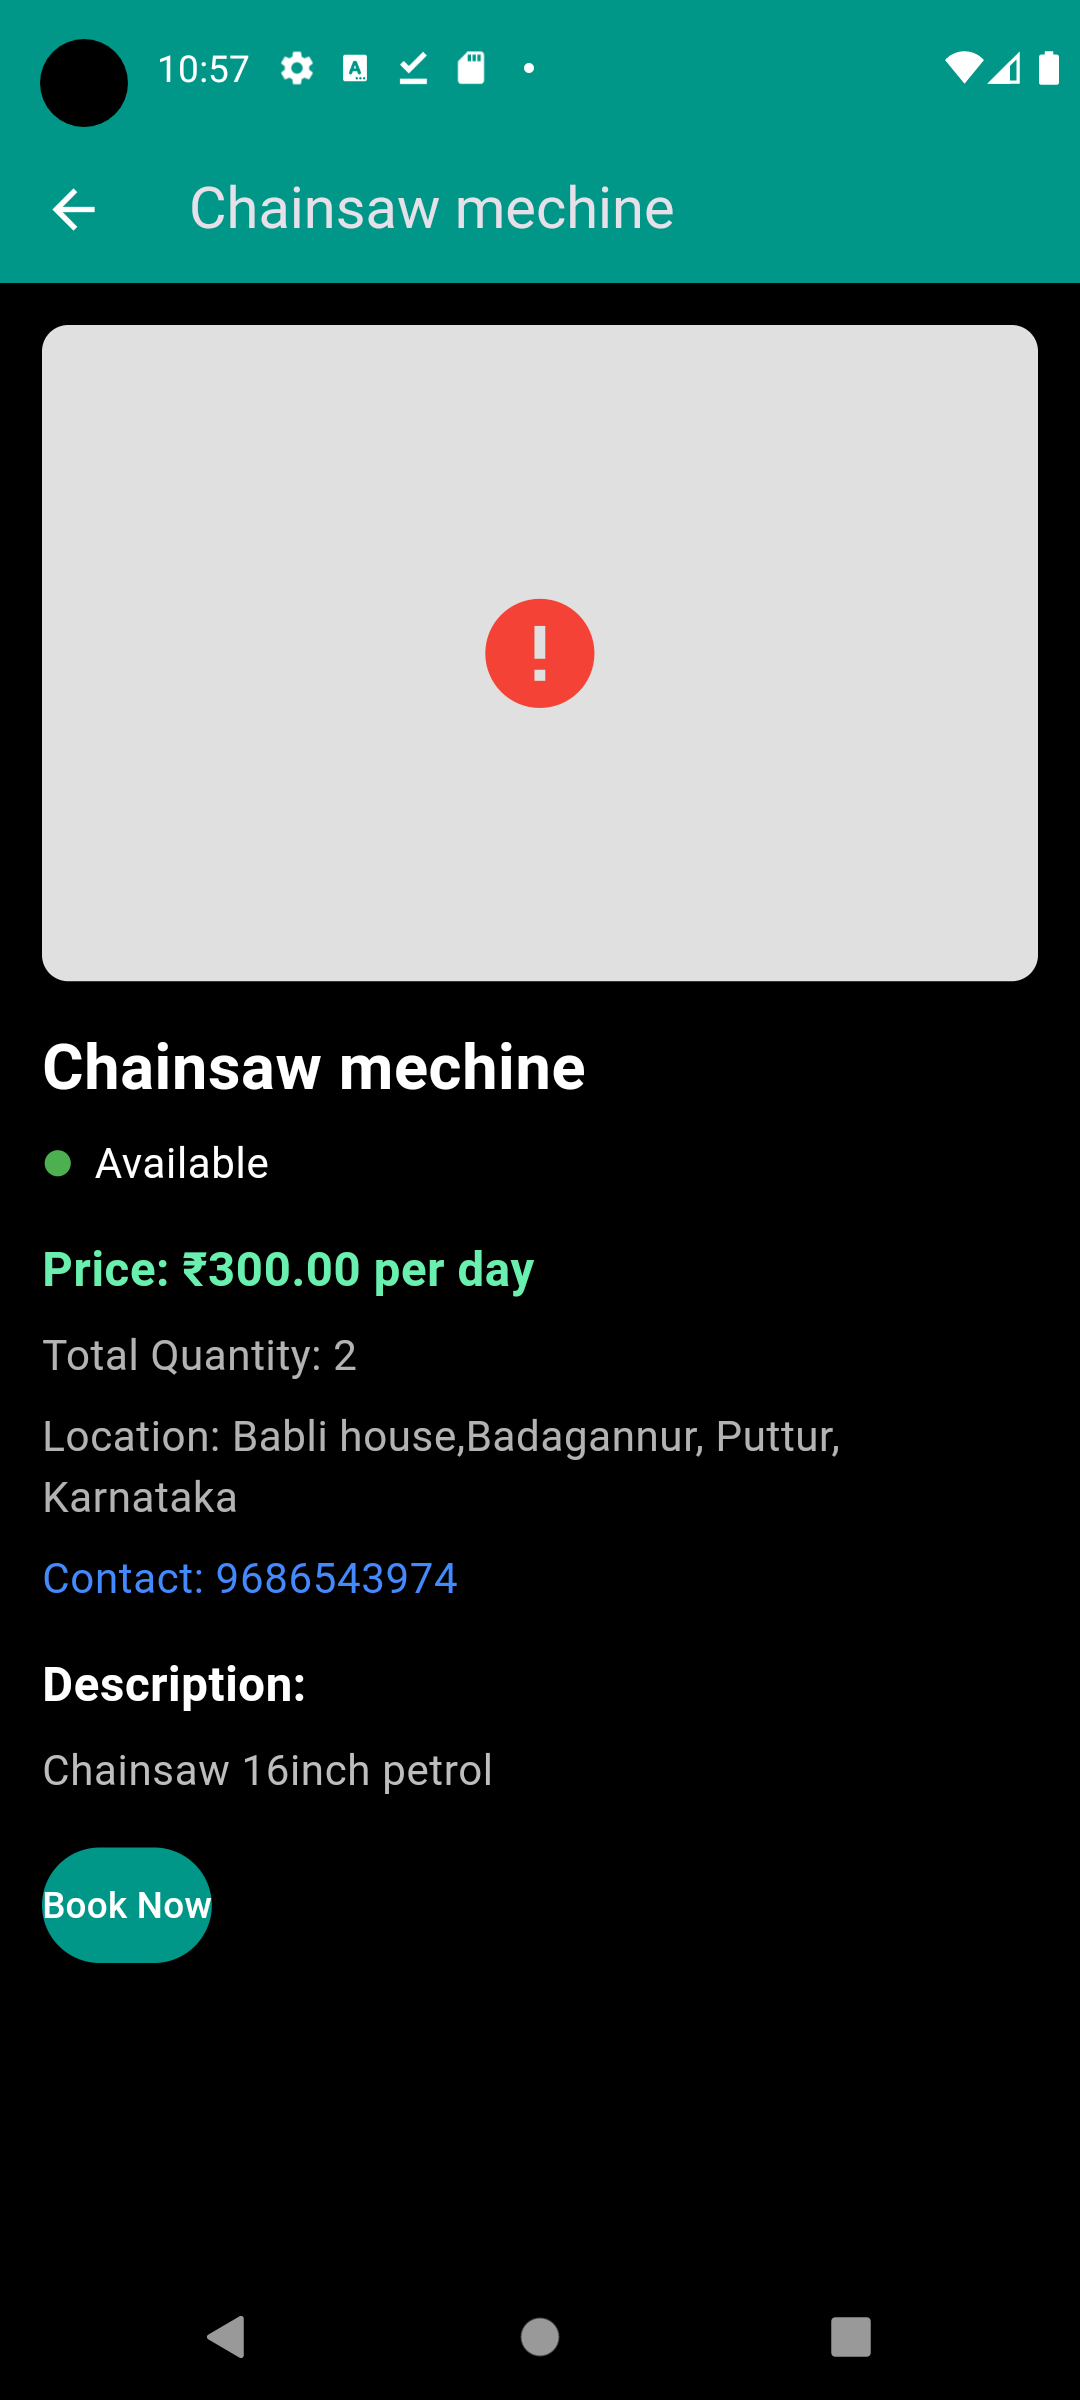 10:57
Chainsaw mechine
Chainsaw mechine
Available
Price: ₹300.00 per day
Total Quantity: 2
Location: Babli house,Badagannur, Puttur,
Karnataka
Contact: 9686543974
Description:
Chainsaw 16inch petrol
Book Now